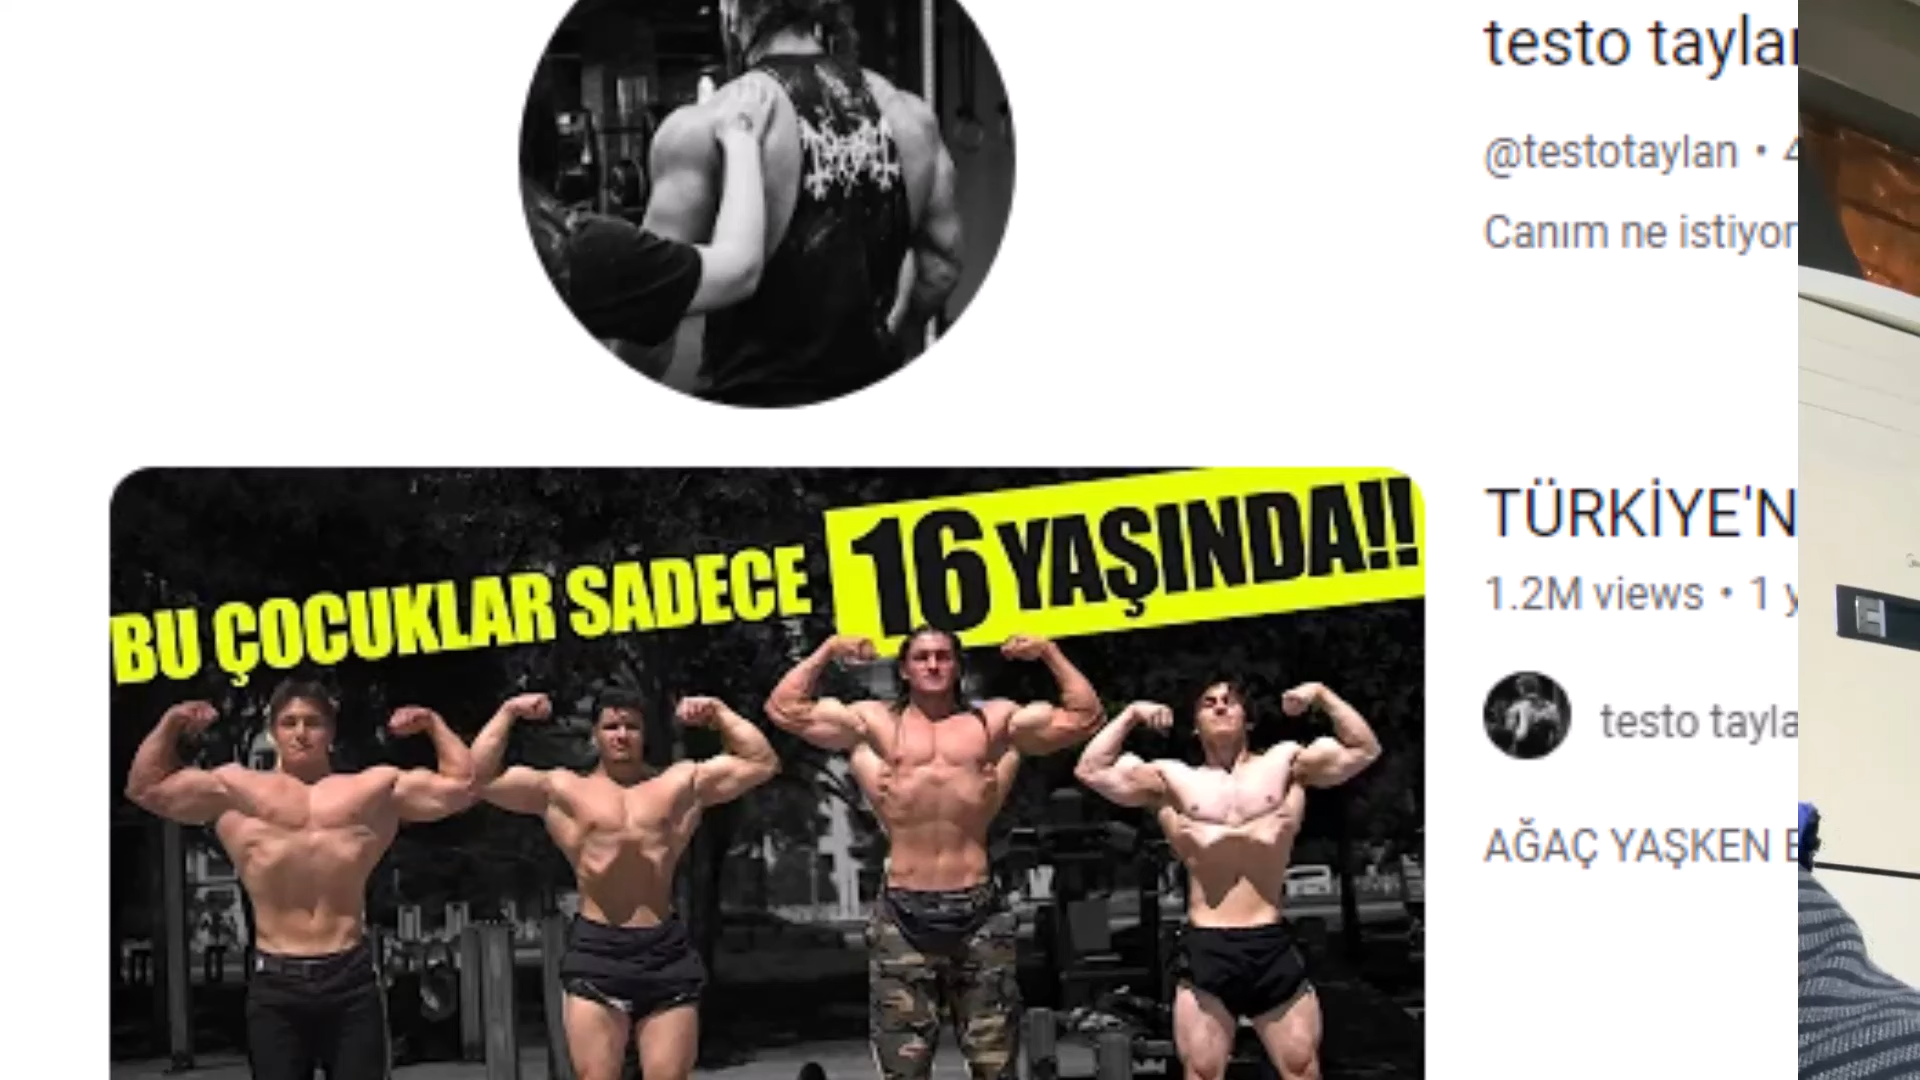 testo taylan
@testotaylan •
Canım ne istiyor
BU ÇOCUKLAR SADECE 16 YAŞINDA!!
TÜRKİYE'N
1.2M views • 1 y
testo tayla
AĞAÇ YAŞKEN E